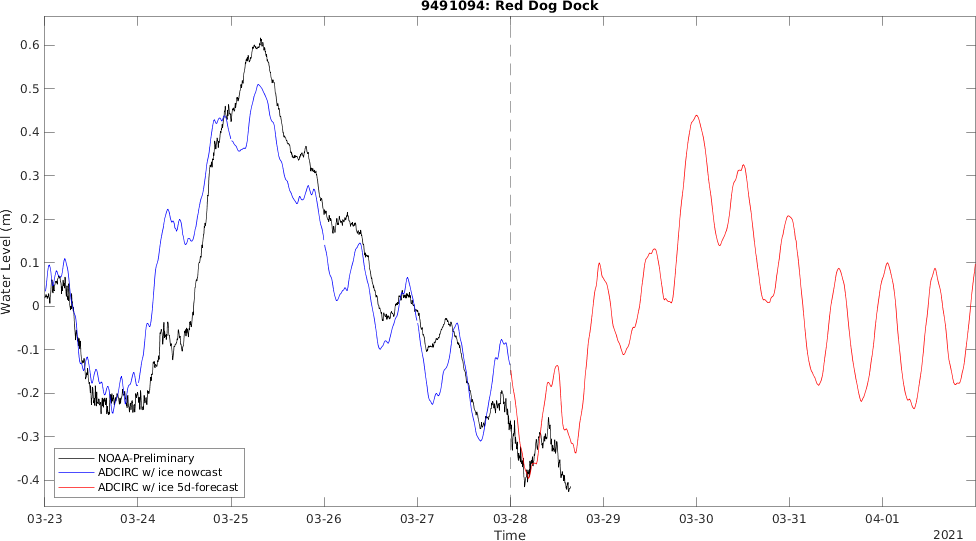 9491094: Red Dog Dock
0.6
0.5
0.4
0.3
0.2
0.1
0
-0.1
-0.2
-0.3
-0.4
Water Level (m)
NOAA-Preliminary
ADCIRC w/ ice nowcast
ADCIRC w/ ice 5d-forecast
03-23 03-24 03-25 03-26 03-27 03-28 03-29 03-30 03-31 04-01
Time
2021